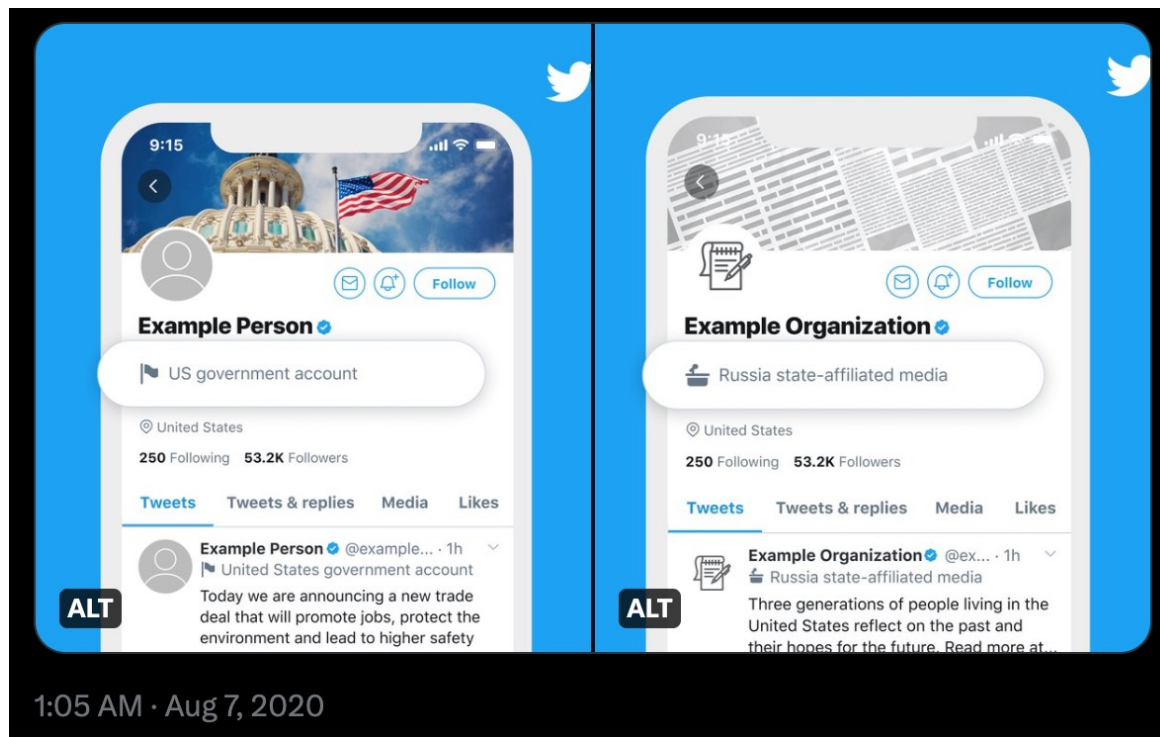 9:15
Follow
Example Person
US government account
United States
250 Following 53.2K Followers
Tweets Tweets & replies Media Likes
Example Person @example... · 1h
United States government account
Today we are announcing a new trade
deal that will promote jobs, protect the
environment and lead to higher safety
ALT
9:15
Follow
Example Organization
Russia state-affiliated media
United States
250 Following 53.2K Followers
Tweets Tweets & replies Media Likes
Example Organization @ex... · 1h
Russia state-affiliated media
Three generations of people living in the
United States reflect on the past and
their hopes for the future. Read more at...
ALT
1:05 AM · Aug 7, 2020